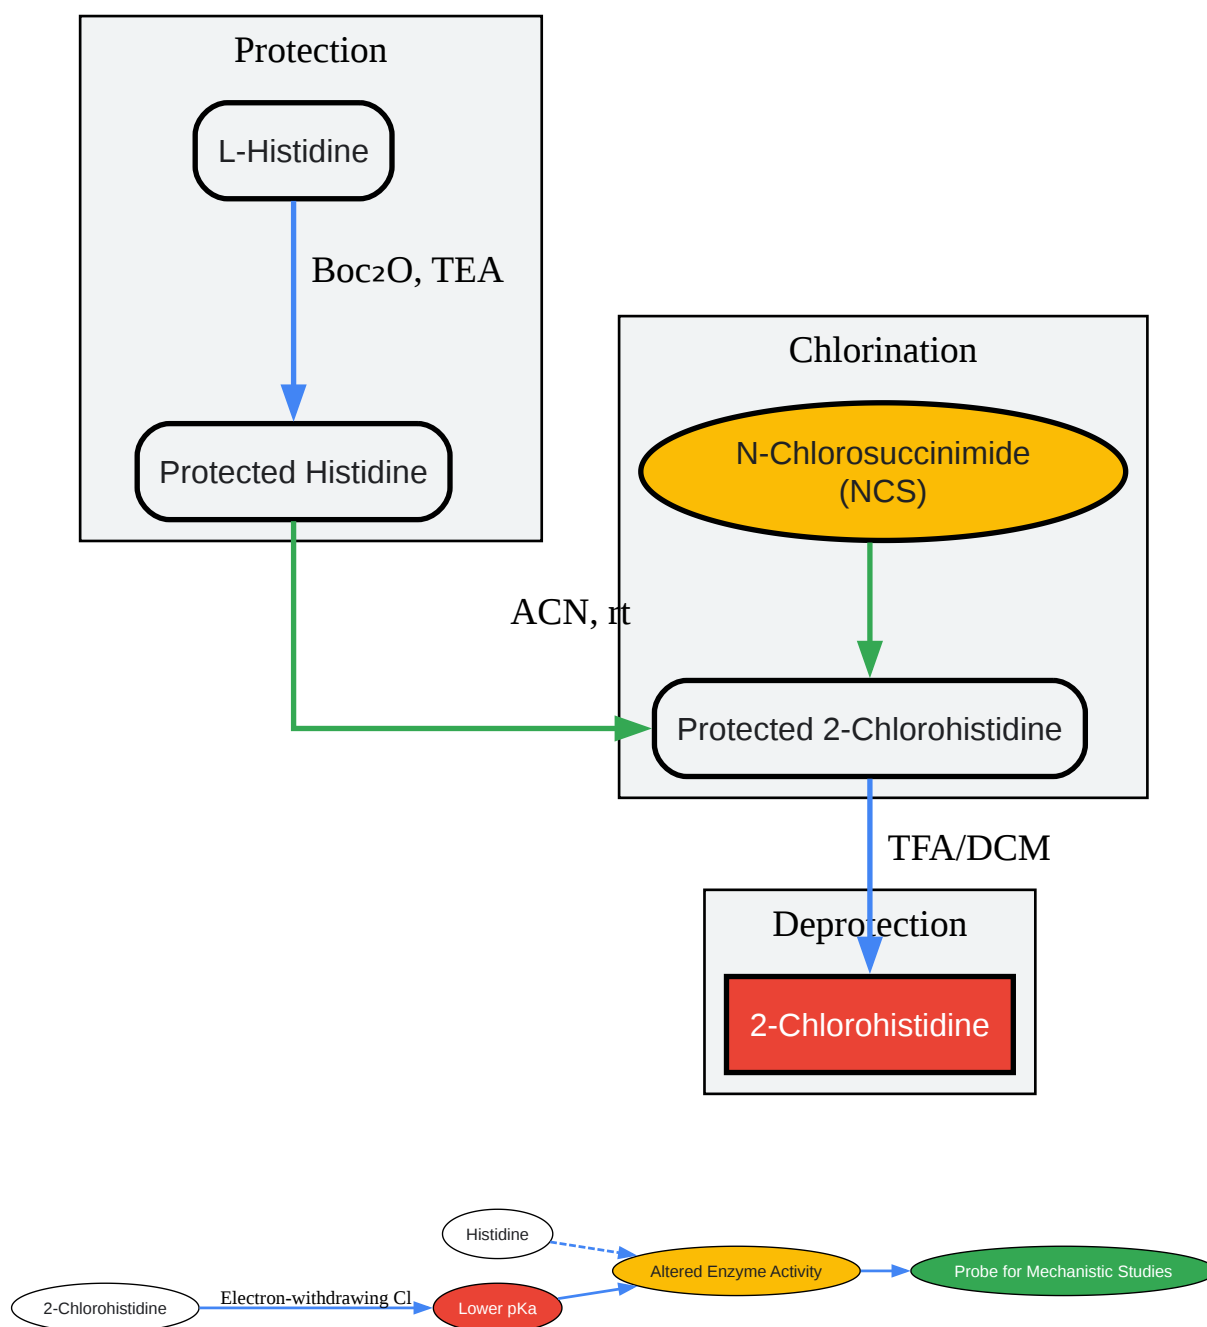 Protection
L-Histidine
Boc₂O, TEA
Protected Histidine
Chlorination
N-Chlorosuccinimide
(NCS)
ACN, rt
Protected 2-Chlorohistidine
TFA/DCM
Deprotection
2-Chlorohistidine
Histidine
Altered Enzyme Activity
Probe for Mechanistic Studies
2-Chlorohistidine
Electron-withdrawing Cl
Lower pKa